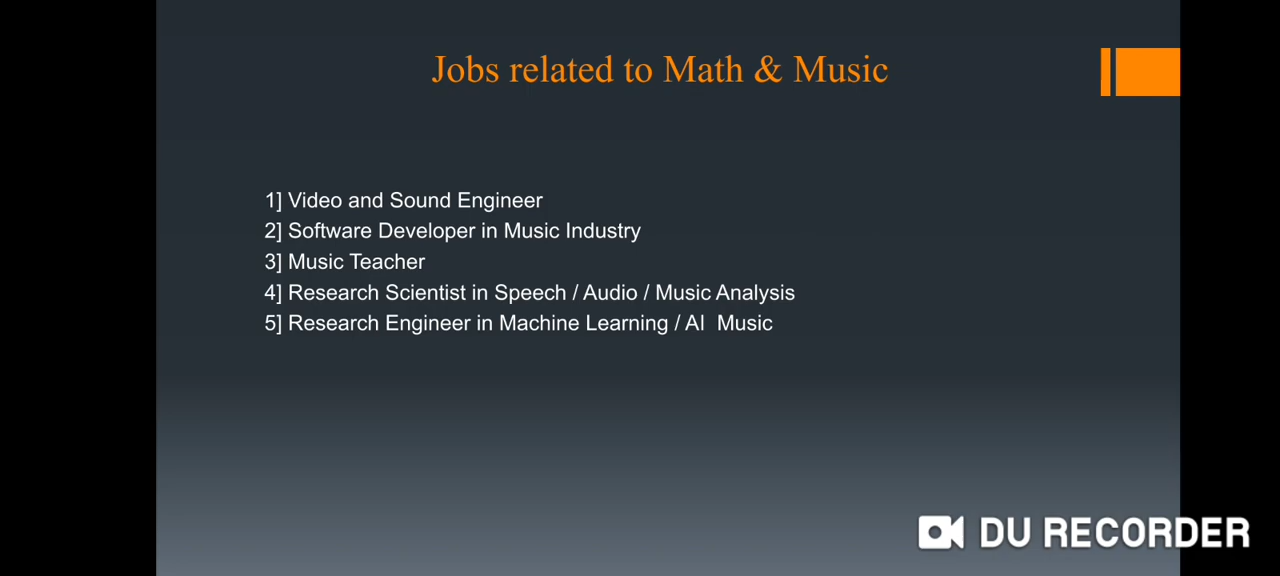 Jobs related to Math & Music
1] Video and Sound Engineer
2] Software Developer in Music Industry
3] Music Teacher
4] Research Scientist in Speech / Audio / Music Analysis
5] Research Engineer in Machine Learning / AI  Music
DU RECORDER